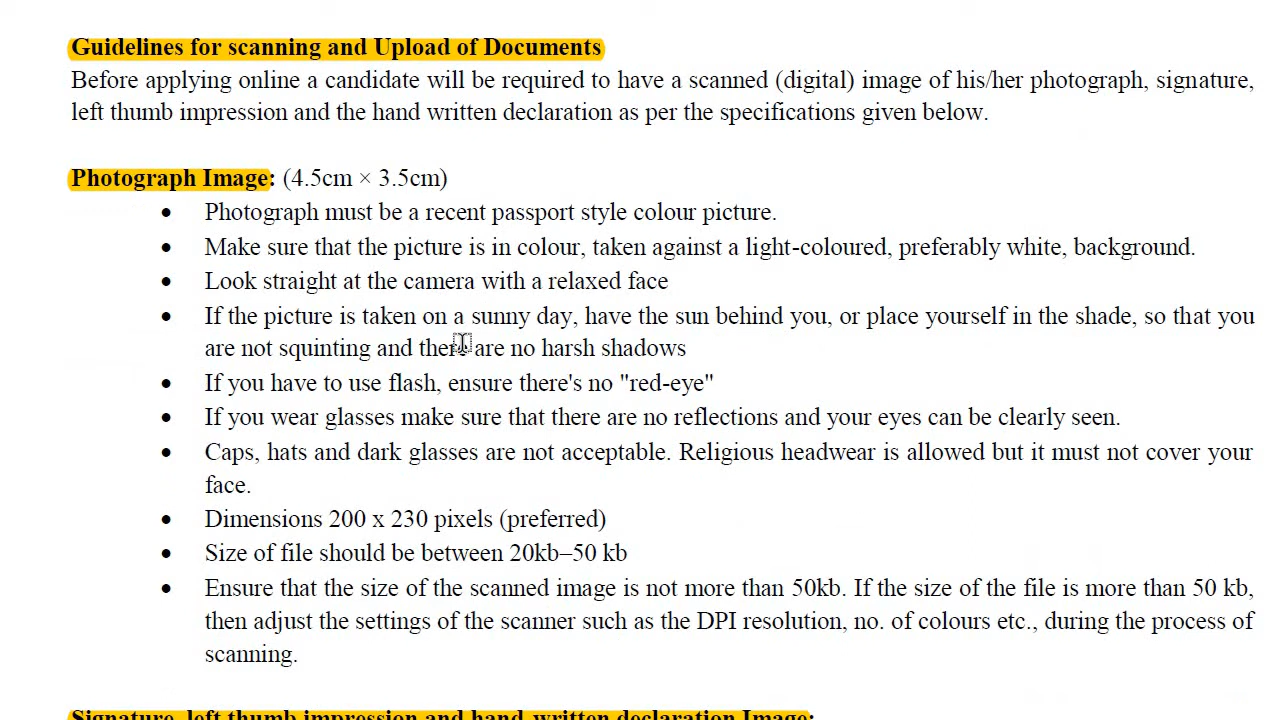 Guidelines for scanning and Upload of Documents
Before applying online a candidate will be required to have a scanned (digital) image of his/her photograph, signature,
left thumb impression and the hand written declaration as per the specifications given below.
Photograph Image: (4.5cm × 3.5cm)
• Photograph must be a recent passport style colour picture.
• Make sure that the picture is in colour, taken against a light-coloured, preferably white, background.
• Look straight at the camera with a relaxed face
• If the picture is taken on a sunny day, have the sun behind you, or place yourself in the shade, so that you
are not squinting and there are no harsh shadows
• If you have to use flash, ensure there's no "red-eye"
• If you wear glasses make sure that there are no reflections and your eyes can be clearly seen.
• Caps, hats and dark glasses are not acceptable. Religious headwear is allowed but it must not cover your
face.
• Dimensions 200 x 230 pixels (preferred)
• Size of file should be between 20kb–50 kb
• Ensure that the size of the scanned image is not more than 50kb. If the size of the file is more than 50 kb,
then adjust the settings of the scanner such as the DPI resolution, no. of colours etc., during the process of
scanning.
Signature, left thumb impression and hand-written declaration Image: